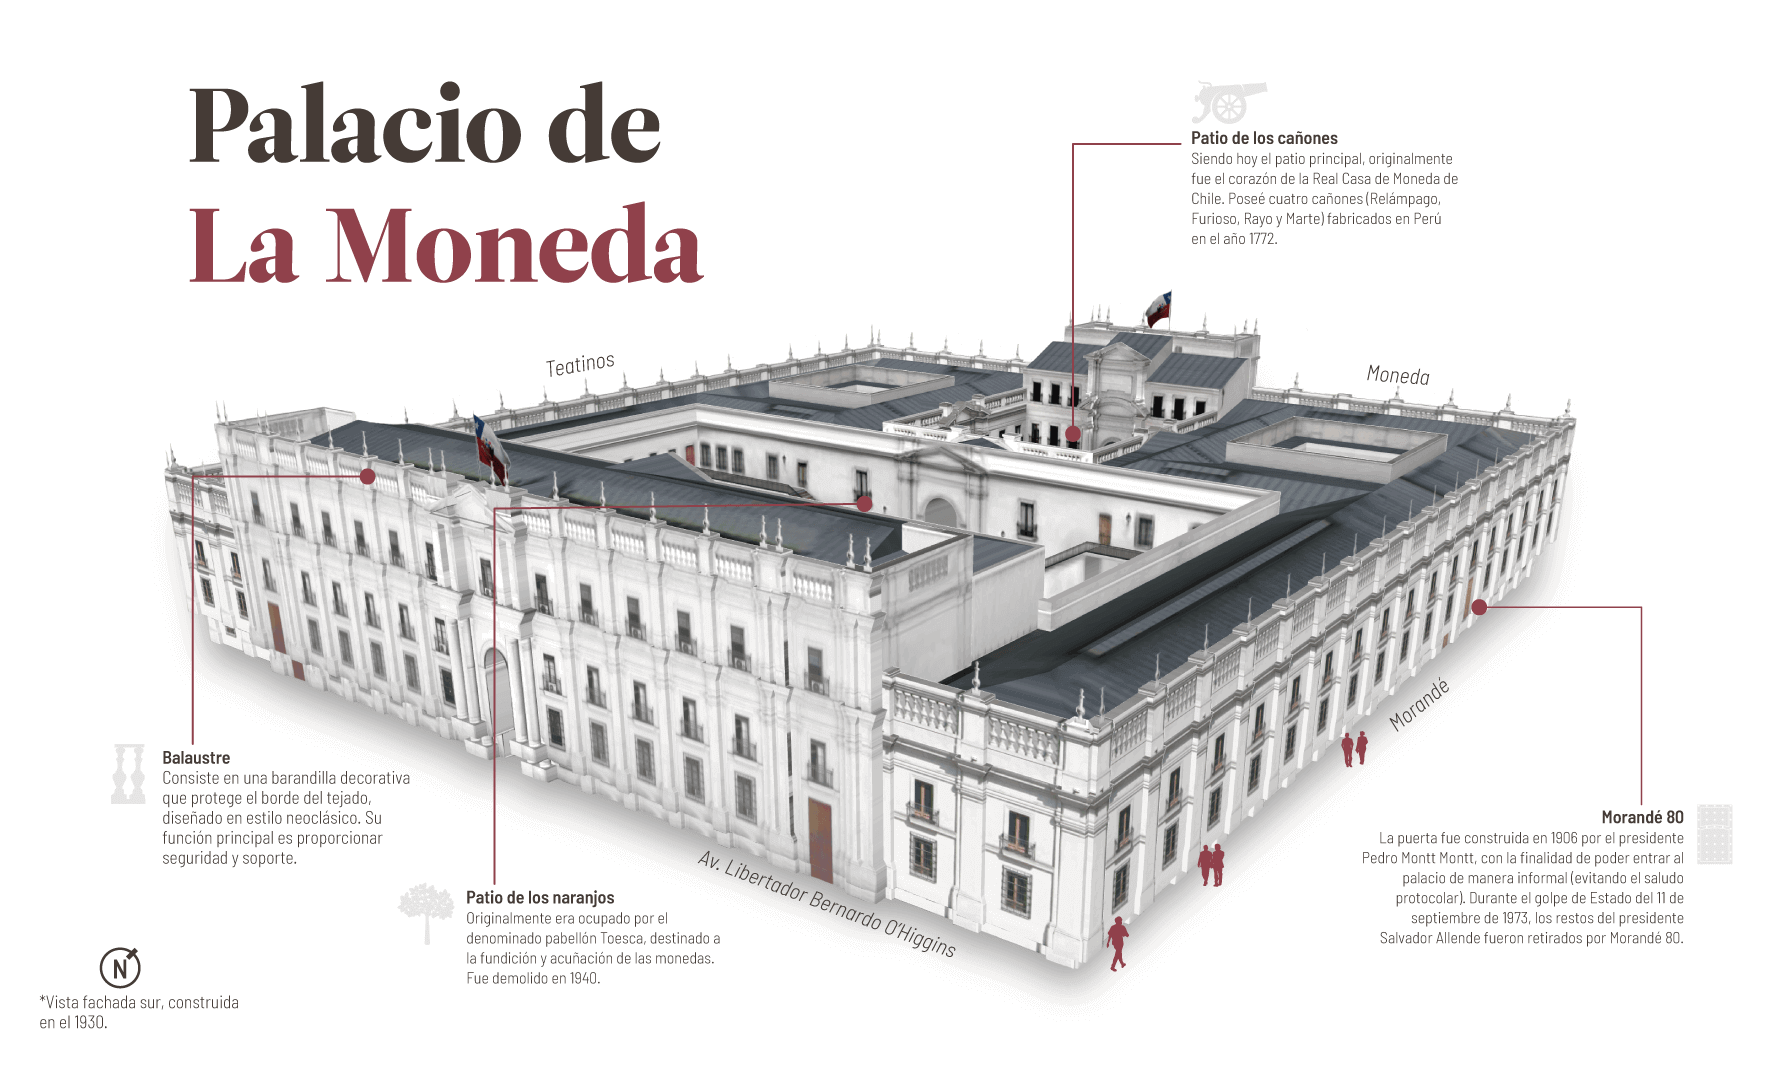 Palacio de
La Moneda
Patio de los cañones
Siendo hoy el patio principal, originalmente
fue el corazón de la Real Casa de Moneda de
Chile. Poseé cuatro cañones (Relámpago,
Furioso, Rayo y Marte) fabricados en Perú
en el año 1772.
Teatinos
Moneda
Morandé
Av. Libertador Bernardo O'Higgins
Balaustre
Consiste en una barandilla decorativa
que protege el borde del tejado,
diseñado en estilo neoclásico. Su
función principal es proporcionar
seguridad y soporte.
Patio de los naranjos
Originalmente era ocupado por el
denominado pabellón Toesca, destinado a
la fundición y acuñación de las monedas.
Fue demolido en 1940.
Morandé 80
La puerta fue construida en 1906 por el presidente
Pedro Montt Montt, con la finalidad de poder entrar al
palacio de manera informal (evitando el saludo
protocolar). Durante el golpe de Estado del 11 de
septiembre de 1973, los restos del presidente
Salvador Allende fueron retirados por Morandé 80.
N
*Vista fachada sur, construida
en el 1930.